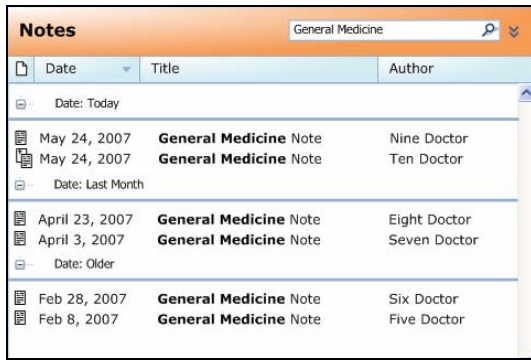 Notes General Medicine
Date Title Author
Date: Today
May 24, 2007 General Medicine Note Nine Doctor
May 24, 2007 General Medicine Note Ten Doctor
Date: Last Month
April 23, 2007 General Medicine Note Eight Doctor
April 3, 2007 General Medicine Note Seven Doctor
Date: Older
Feb 28, 2007 General Medicine Note Six Doctor
Feb 8, 2007 General Medicine Note Five Doctor